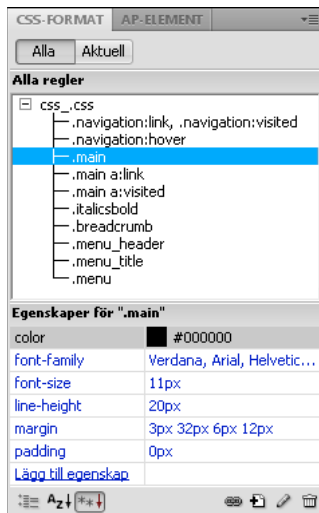 CSS-FORMAT AP-ELEMENT
Alla Aktuell
Alla regler
css_.css
.navigation:link, .navigation:visited
.navigation:hover
.main
.main a:link
.main a:visited
.italicsbold
.breadcrumb
.menu_header
.menu_title
.menu
Egenskaper för ".main"
color #000000
font-family Verdana, Arial, Helvetic...
font-size 11px
line-height 20px
margin 3px 32px 6px 12px
padding 0px
Lägg till egenskap